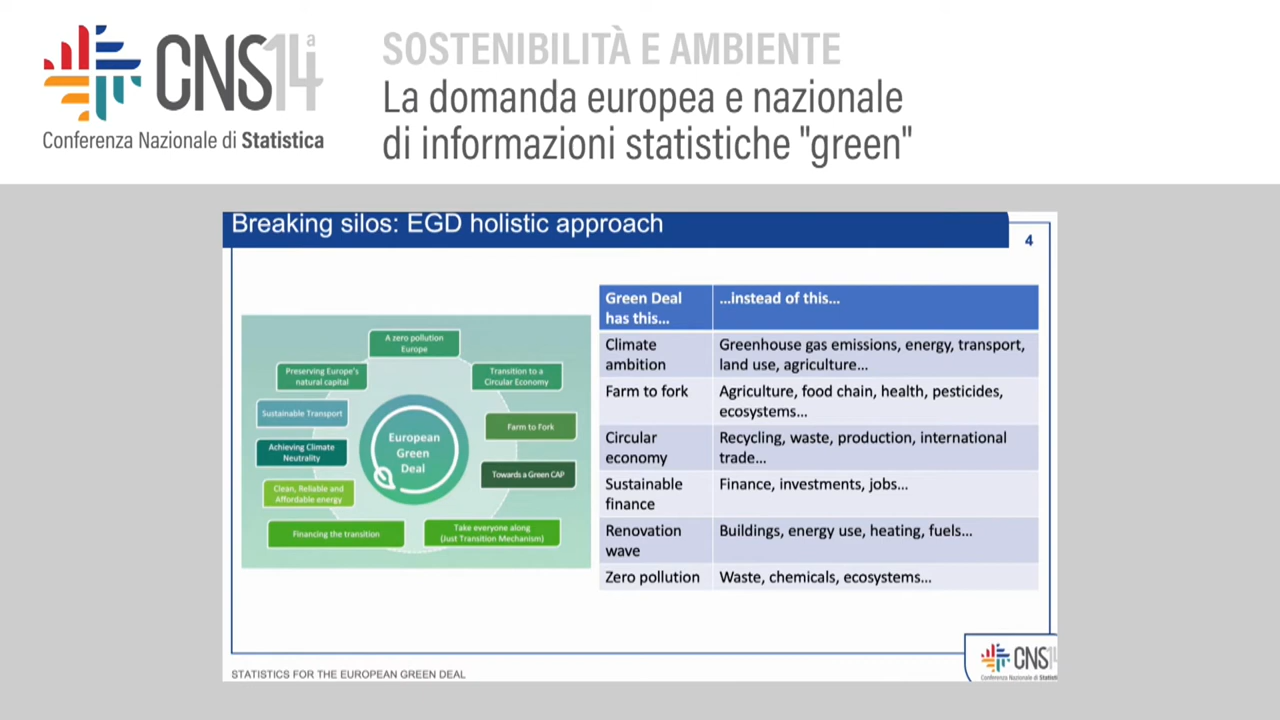 CNS14ª
Conferenza Nazionale di Statistica
SOSTENIBILITÀ E AMBIENTE
La domanda europea e nazionale
di informazioni statistiche "green"
Breaking silos: EGD holistic approach
4
A zero pollution
Europe
Preserving Europe's
natural capital
Transition to a
Circular Economy
Sustainable Transport
Farm to Fork
Achieving Climate
Neutrality
European
Green
Deal
Towards a Green CAP
Clean, Reliable and
Affordable energy
Financing the transition
Take everyone along
(Just Transition Mechanism)
Green Deal
has this...
...instead of this...
Climate
ambition
Greenhouse gas emissions, energy, transport,
land use, agriculture...
Farm to fork
Agriculture, food chain, health, pesticides,
ecosystems...
Circular
economy
Recycling, waste, production, international
trade...
Sustainable
finance
Finance, investments, jobs...
Renovation
wave
Buildings, energy use, heating, fuels...
Zero pollution
Waste, chemicals, ecosystems...
STATISTICS FOR THE EUROPEAN GREEN DEAL
CNS14
Conferenza Nazionale di Statisti